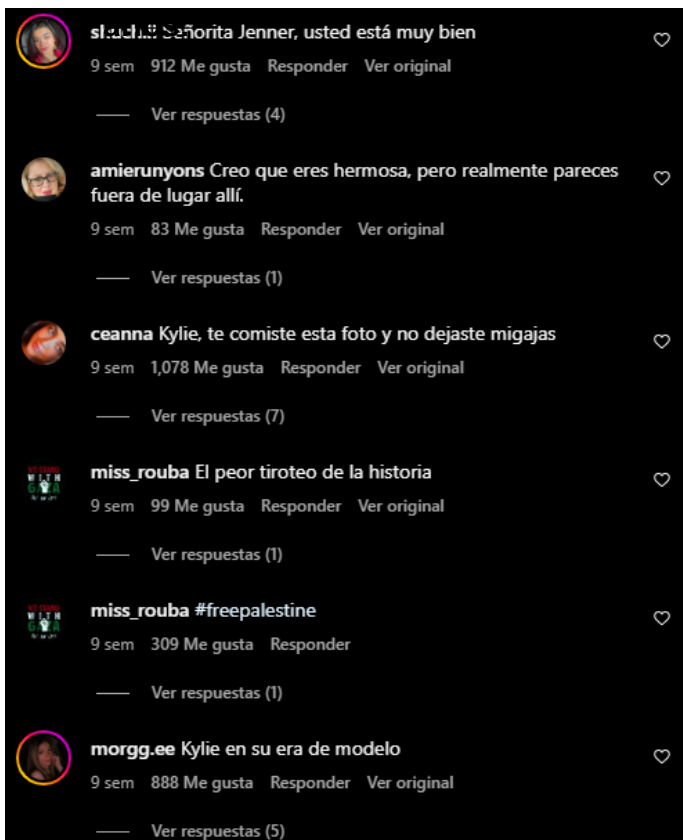 Señorita Jenner, usted está muy bien
9 sem 912 Me gusta Responder Ver original
Ver respuestas (4)
amierunyons Creo que eres hermosa, pero realmente pareces
fuera de lugar allí.
9 sem 83 Me gusta Responder Ver original
Ver respuestas (1)
ceanna Kylie, te comiste esta foto y no dejaste migajas
9 sem 1,078 Me gusta Responder Ver original
Ver respuestas (7)
WITH
GAZA
miss_rouba El peor tiroteo de la historia
9 sem 99 Me gusta Responder Ver original
Ver respuestas (1)
WITH
GAZA
miss_rouba #freepalestine
9 sem 309 Me gusta Responder
Ver respuestas (1)
morgg.ee Kylie en su era de modelo
9 sem 888 Me gusta Responder Ver original
Ver respuestas (5)